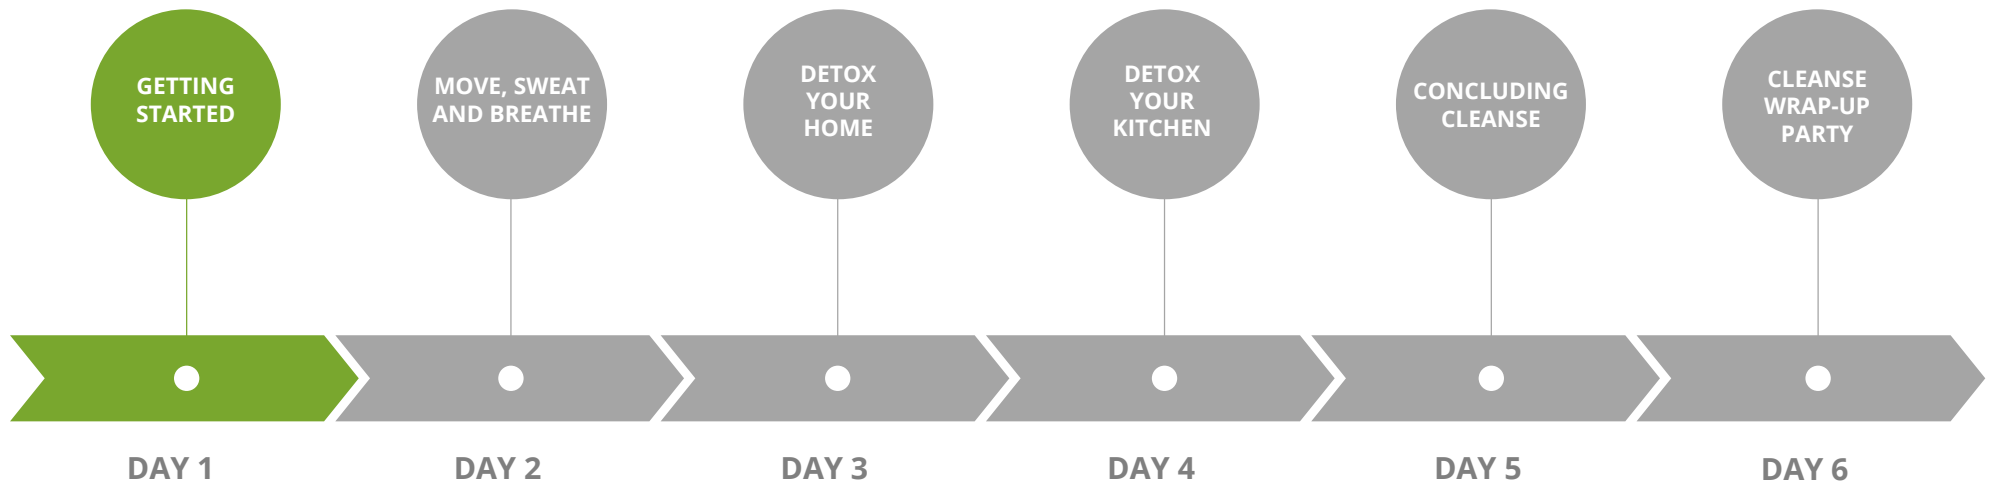 GETTING
STARTED
MOVE, SWEAT
AND BREATHE
DETOX
YOUR
HOME
DETOX
YOUR
KITCHEN
CONCLUDING
CLEANSE
CLEANSE
WRAP-UP
PARTY
DAY 1
DAY 2
DAY 3
DAY 4
DAY 5
DAY 6